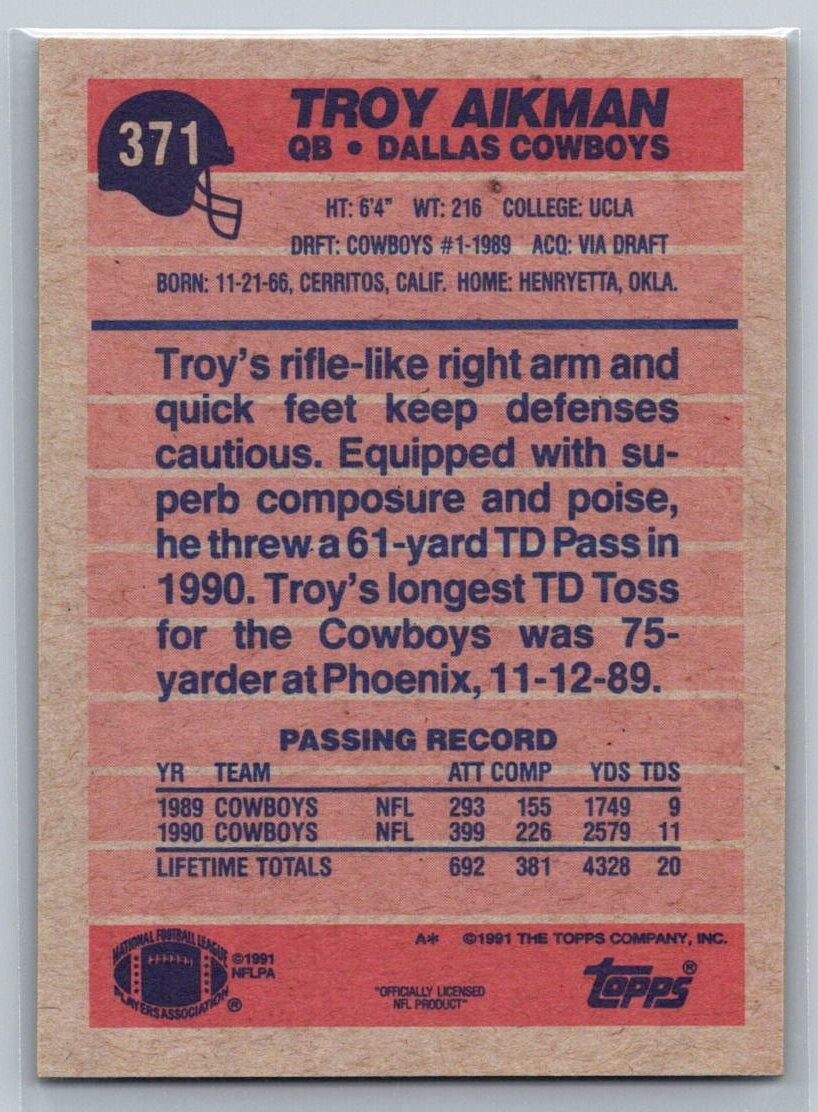 371
TROY AIKMAN
QB • DALLAS COWBOYS
HT: 6'4" WT: 216 COLLEGE: UCLA
DRFT: COWBOYS #1-1989 ACQ: VIA DRAFT
BORN: 11-21-66, CERRITOS, CALIF. HOME: HENRYETTA, OKLA.
Troy's rifle-like right arm and
quick feet keep defenses
cautious. Equipped with su-
perb composure and poise,
he threw a 61-yard TD Pass in
1990. Troy's longest TD Toss
for the Cowboys was 75-
yarder at Phoenix, 11-12-89.
PASSING RECORD
YR TEAM ATT COMP YDS TDS
1989 COWBOYS NFL 293 155 1749 9
1990 COWBOYS NFL 399 226 2579 11
LIFETIME TOTALS 692 381 4328 20
A* ©1991 THE TOPPS COMPANY, INC.
NATIONAL FOOTBALL LEAGUE
PLAYERS ASSOCIATION ®
©1991
NFLPA
"OFFICIALLY LICENSED
NFL PRODUCT"
topps®